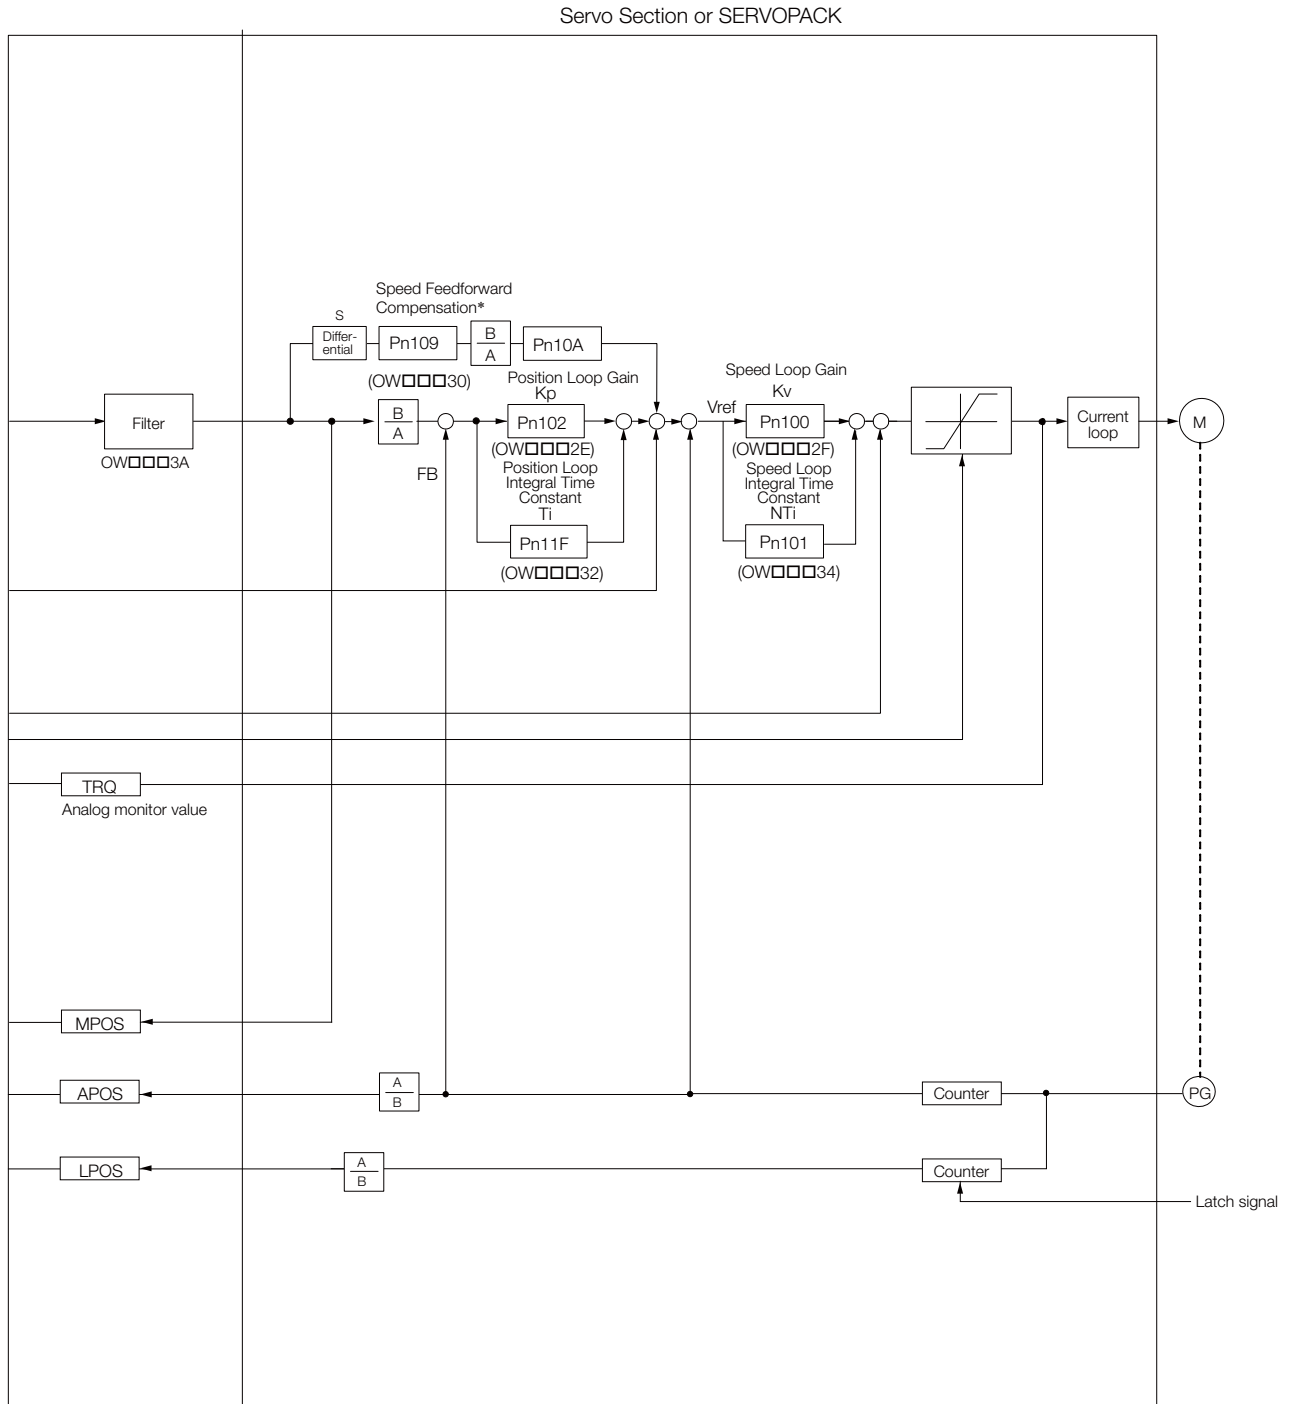 Servo Section or SERVOPACK
Speed Feedforward
Compensation*
S
Differ-
ential
Pn109
B
A
Pn10A
(OW□□□30)
Position Loop Gain
Kp
Speed Loop Gain
Kv
Filter
OW□□□3A
B
A
FB
Pn102
(OW□□□2E)
Position Loop
Integral Time
Constant
Ti
Pn11F
(OW□□□32)
Vref
Pn100
(OW□□□2F)
Speed Loop
Integral Time
Constant
NTi
Pn101
(OW□□□34)
Current
loop
M
TRQ
Analog monitor value
MPOS
APOS
A
B
Counter
PG
LPOS
A
B
Counter
Latch signal